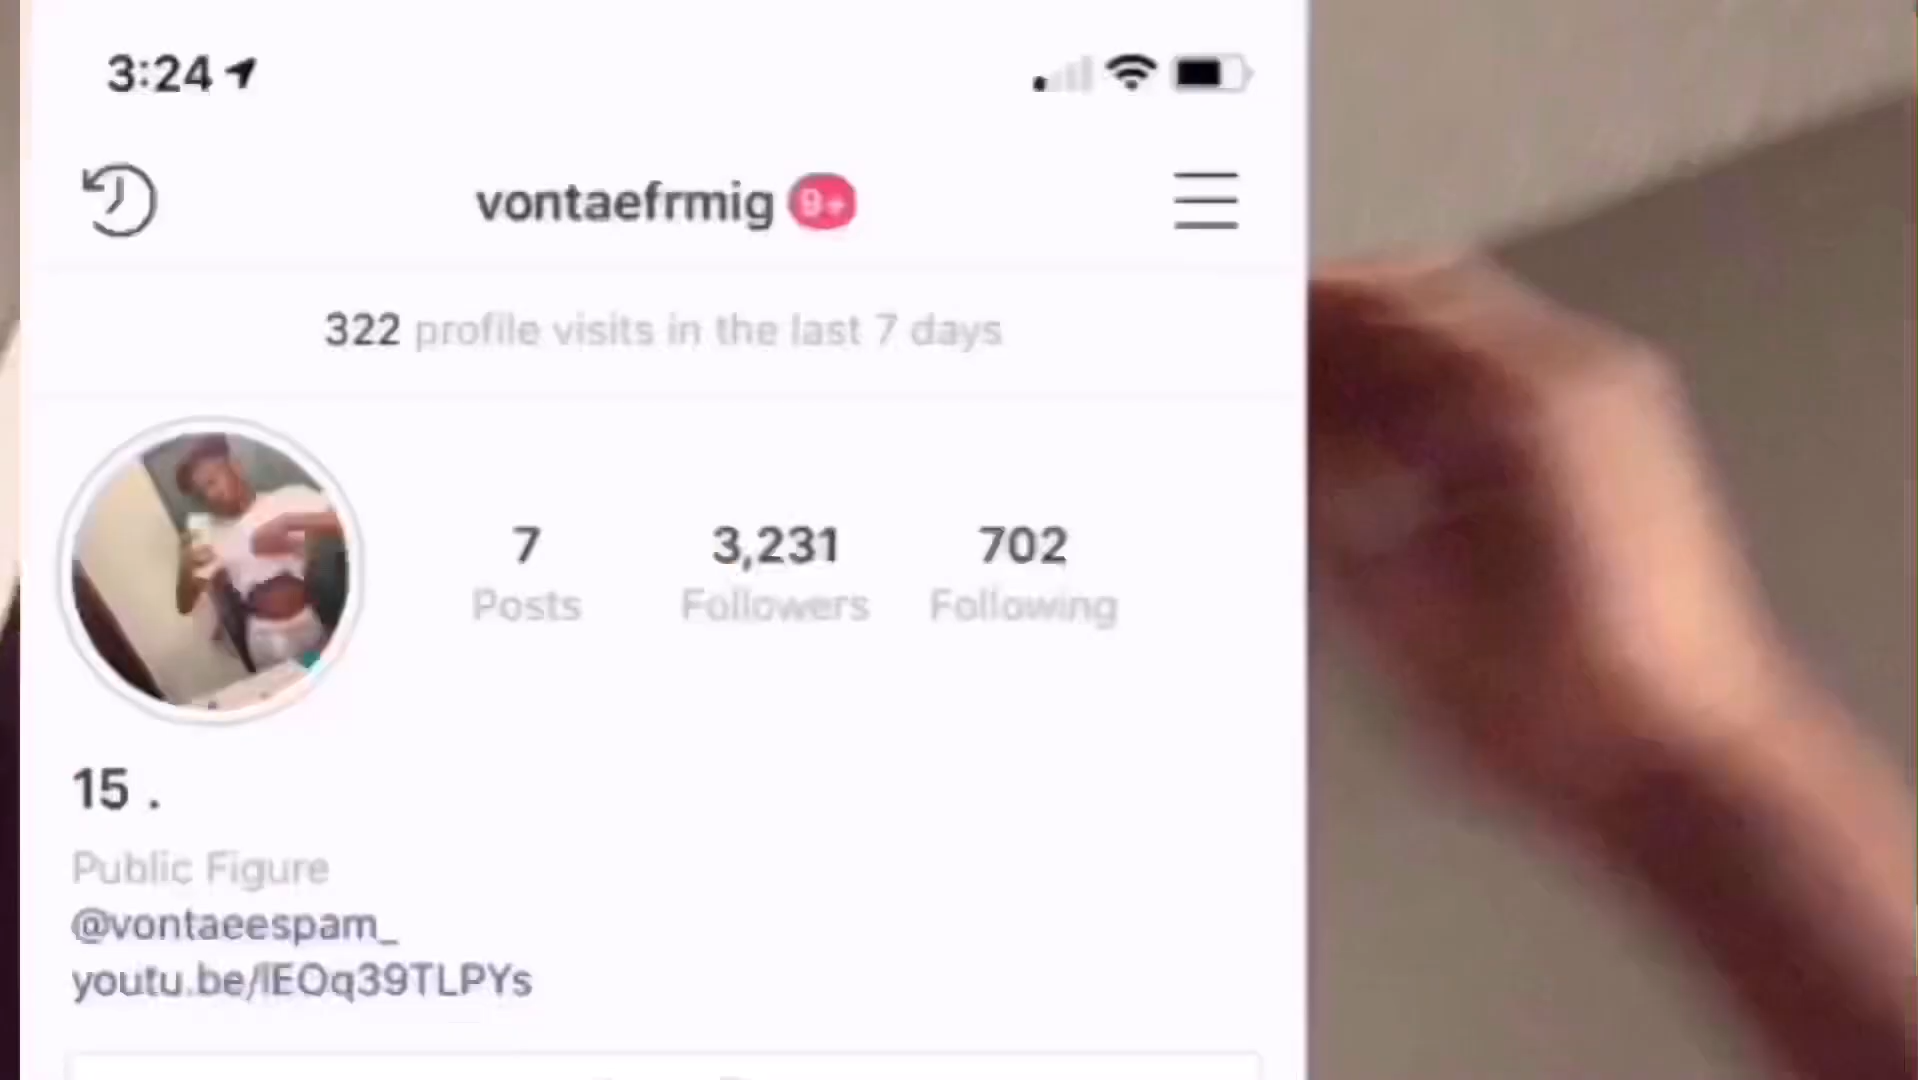 3:24
vontaefrmig 9+
322 profile visits in the last 7 days
7 3,231 702
Posts Followers Following
15 .
Public Figure
@vontaeespam_
youtu.be/lEOq39TLPYs